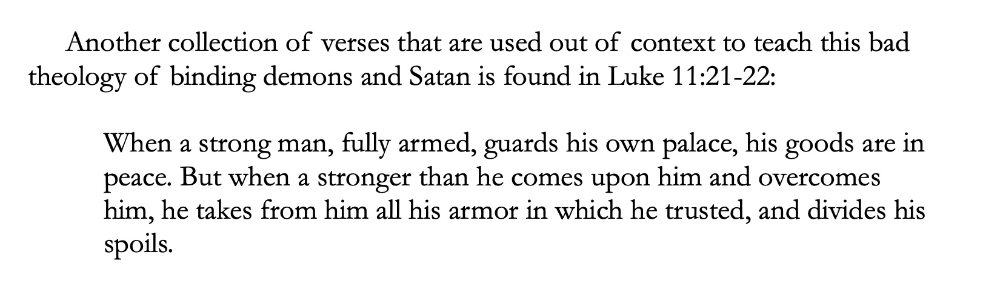 Another collection of verses that are used out of context to teach this bad
theology of binding demons and Satan is found in Luke 11:21-22:
When a strong man, fully armed, guards his own palace, his goods are in
peace. But when a stronger than he comes upon him and overcomes
him, he takes from him all his armor in which he trusted, and divides his
spoils.